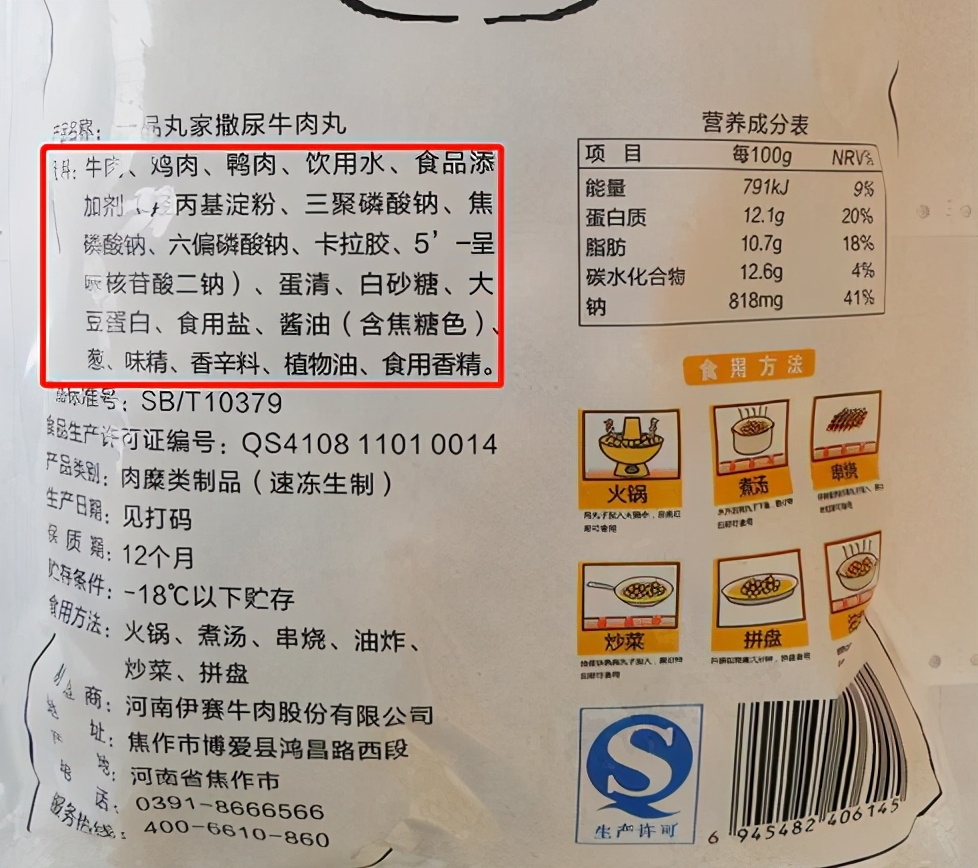 产品名称：一品丸家撒尿牛肉丸
料：牛肉、鸡肉、鸭肉、饮用水、食品添
加剂（羟丙基淀粉、三聚磷酸钠、焦
磷酸钠、六偏磷酸钠、卡拉胶、5’-呈
味核苷酸二钠）、蛋清、白砂糖、大
豆蛋白、食用盐、酱油（含焦糖色）、
葱、味精、香辛料、植物油、食用香精。
品标准号：SB/T10379
食品生产许可证编号：QS4108 1101 0014
产品类别：肉糜类制品（速冻生制）
生产日期：见打码
保质期：12个月
贮存条件：-18℃以下贮存
食用方法：火锅、煮汤、串烧、油炸、
炒菜、拼盘
制造商：河南伊赛牛肉股份有限公司
地址：焦作市博爱县鸿昌路西段
产地：河南省焦作市
电话：0391-8666566
服务热线：400-6610-860
营养成分表
项目 每100g NRV%
能量 791kJ 9%
蛋白质 12.1g 20%
脂肪 10.7g 18%
碳水化合物 12.6g 4%
钠 818mg 41%
食用方法
火锅 煮汤 串烧
炒菜 拼盘
生产许可
6 945482 406145